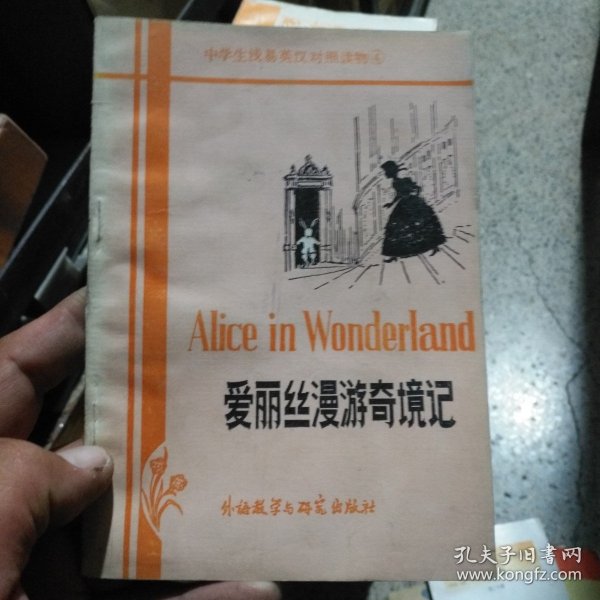 中学生浅易英汉对照读物④
Alice in Wonderland
爱丽丝漫游奇境记
外语教学与研究出版社
孔夫子旧书网
www.kongfz.com